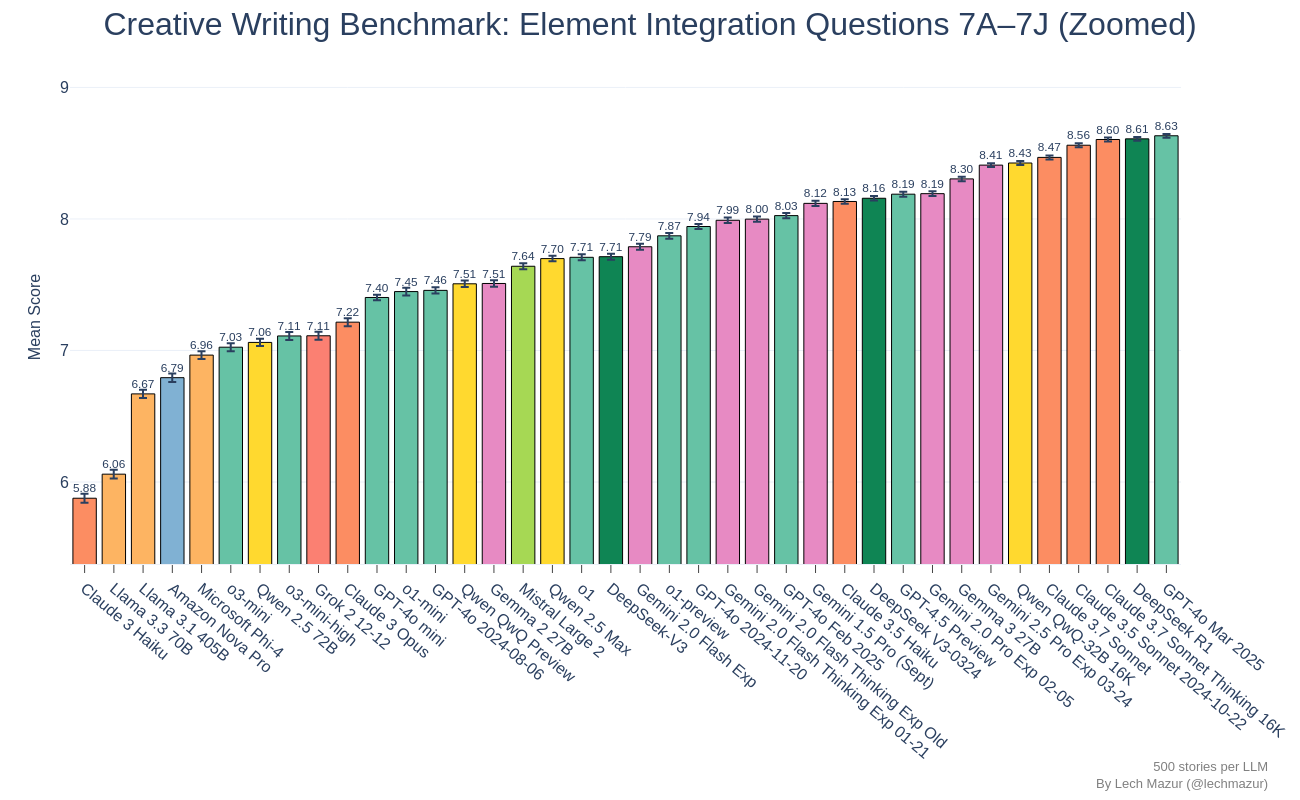 Creative Writing Benchmark: Element Integration Questions 7A–7J (Zoomed)
Mean Score
9
8
7
6
5.88
6.06
6.67
6.79
6.96
7.03
7.06
7.11
7.11
7.22
7.40
7.45
7.46
7.51
7.51
7.64
7.70
7.71
7.71
7.79
7.87
7.94
7.99
8.00
8.03
8.12
8.13
8.16
8.19
8.19
8.30
8.41
8.43
8.47
8.56
8.60
8.61
8.63
Claude 3 Haiku
Llama 3.3 70B
Llama 3.1 405B
Amazon Nova Pro
Microsoft Phi-4
o3-mini
Qwen 2.5 72B
o3-mini-high
Grok 2 12-12
Claude 3 Opus
GPT-4o mini
o1-mini
GPT-4o 2024-08-06
Qwen QwQ Preview
Gemma 2 27B
Mistral Large 2
Qwen 2.5 Max
o1
DeepSeek-V3
Gemini 2.0 Flash Exp
o1-preview
GPT-4o 2024-11-20
Gemini 2.0 Flash Thinking Exp 01-21
Gemini 2.0 Flash Thinking Exp Old
GPT-4o Feb 2025
Gemini 1.5 Pro (Sept)
Claude 3.5 Haiku
DeepSeek V3-0324
GPT-4.5 Preview
Gemini 2.0 Pro Exp 02-05
Gemma 3 27B
Gemini 2.5 Pro Exp 03-24
Qwen QwQ-32B 16K
Claude 3.7 Sonnet
Claude 3.5 Sonnet 2024-10-22
Claude 3.7 Sonnet Thinking 16K
DeepSeek R1
GPT-4o Mar 2025
500 stories per LLM
By Lech Mazur (@lechmazur)